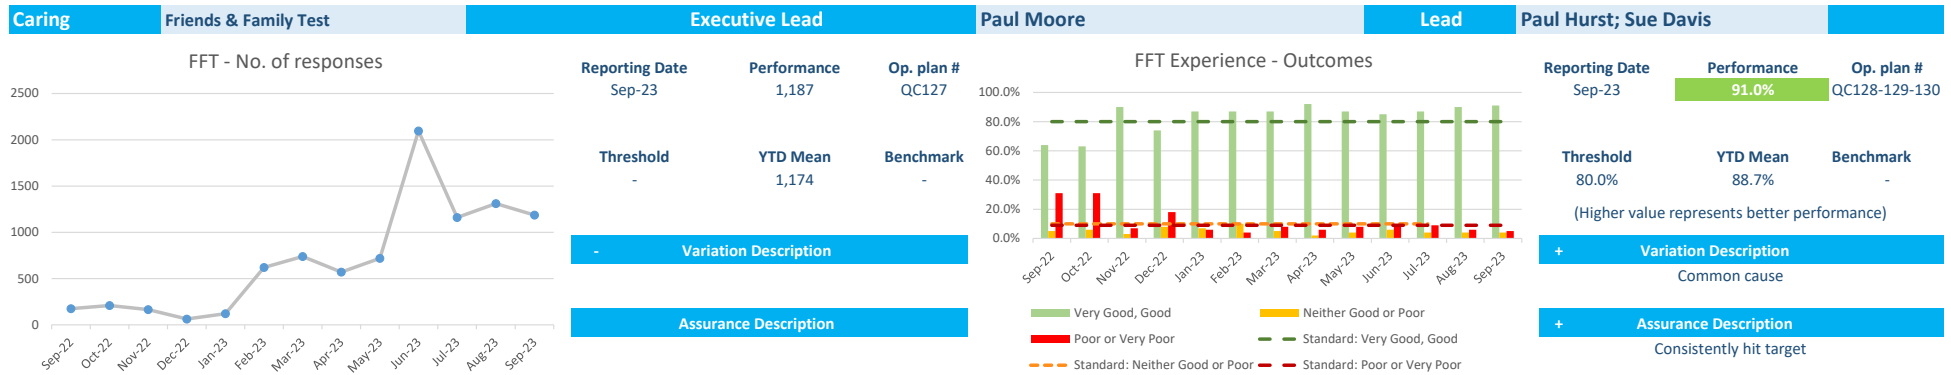 Caring Friends & Family Test Executive Lead Paul Moore Lead Paul Hurst; Sue Davis
FFT - No. of responses
2500
2000
1500
1000
500
0
Sep-22 Oct-22 Nov-22 Dec-22 Jan-23 Feb-23 Mar-23 Apr-23 May-23 Jun-23 Jul-23 Aug-23 Sep-23
Reporting Date Performance Op. plan #
Sep-23 1,187 QC127
Threshold YTD Mean Benchmark
- 1,174 -
- Variation Description
Assurance Description
FFT Experience - Outcomes
100.0%
80.0%
60.0%
40.0%
20.0%
0.0%
Sep-22 Oct-22 Nov-22 Dec-22 Jan-23 Feb-23 Mar-23 Apr-23 May-23 Jun-23 Jul-23 Aug-23 Sep-23
Very Good, Good Neither Good or Poor
Poor or Very Poor Standard: Very Good, Good
Standard: Neither Good or Poor Standard: Poor or Very Poor
Reporting Date Performance Op. plan #
Sep-23 91.0% QC128-129-130
Threshold YTD Mean Benchmark
80.0% 88.7% -
(Higher value represents better performance)
+ Variation Description
Common cause
+ Assurance Description
Consistently hit target